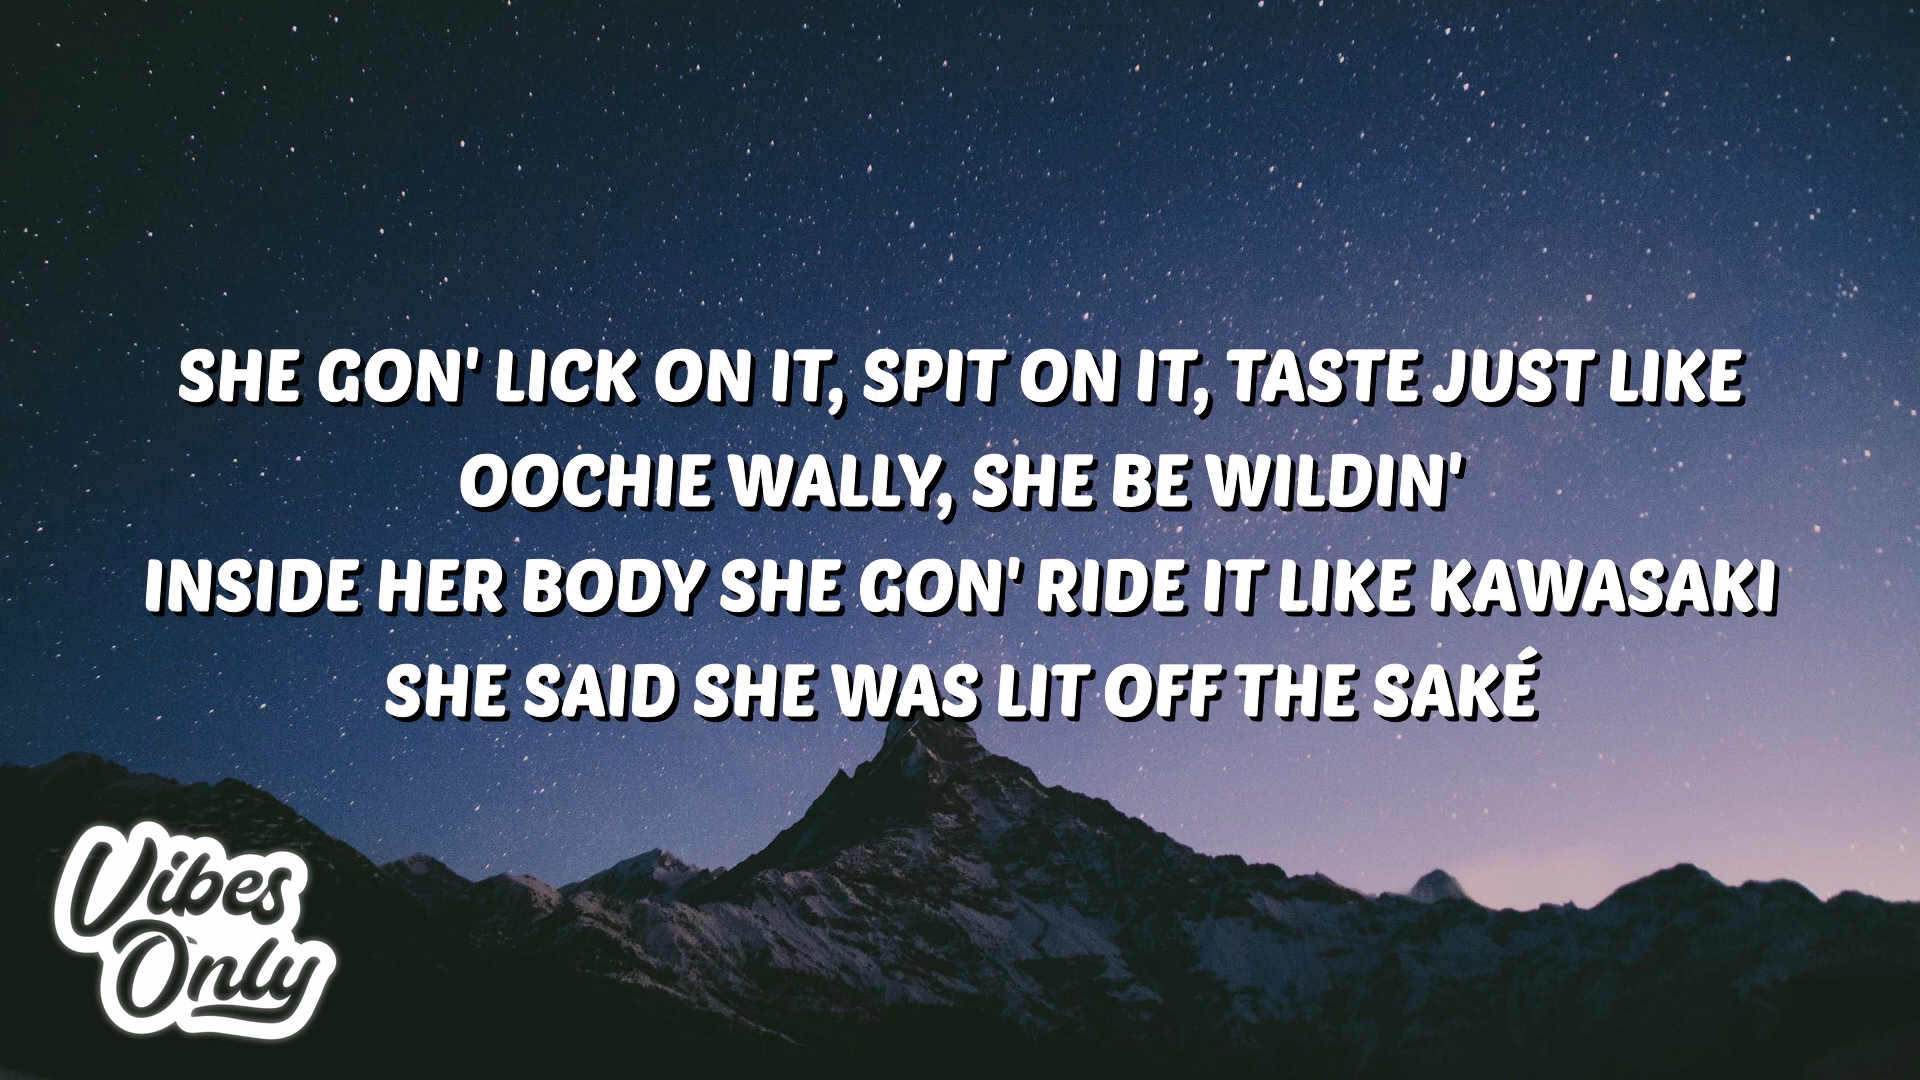 SHE GON' LICK ON IT, SPIT ON IT, TASTE JUST LIKE
OOCHIE WALLY, SHE BE WILDIN'
INSIDE HER BODY SHE GON' RIDE IT LIKE KAWASAKI
SHE SAID SHE WAS LIT OFF THE SAKÉ
Vibes
Only